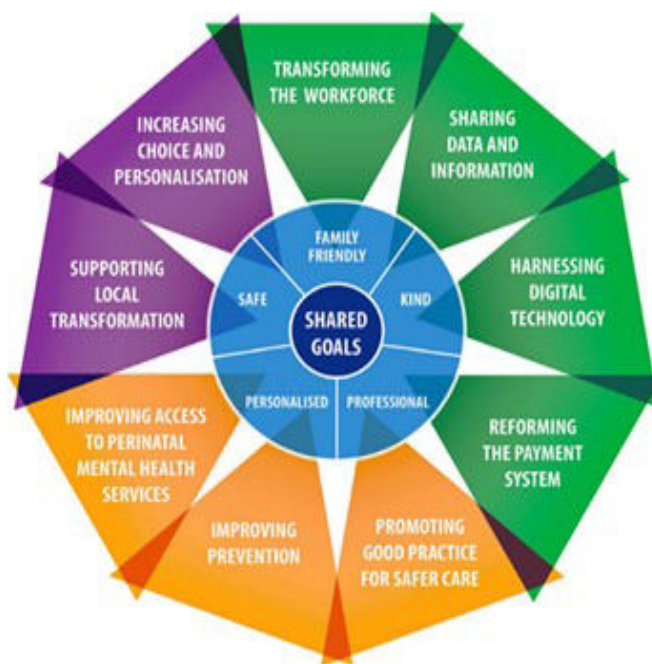 TRANSFORMING
THE WORKFORCE
SHARING
DATA AND
INFORMATION
HARNESSING
DIGITAL
TECHNOLOGY
REFORMING
THE PAYMENT
SYSTEM
PROMOTING
GOOD PRACTICE
FOR SAFER CARE
IMPROVING
PREVENTION
IMPROVING ACCESS
TO PERINATAL
MENTAL HEALTH
SERVICES
SUPPORTING
LOCAL
TRANSFORMATION
INCREASING
CHOICE AND
PERSONALISATION
FAMILY
FRIENDLY
KIND
PROFESSIONAL
PERSONALISED
SAFE
SHARED
GOALS